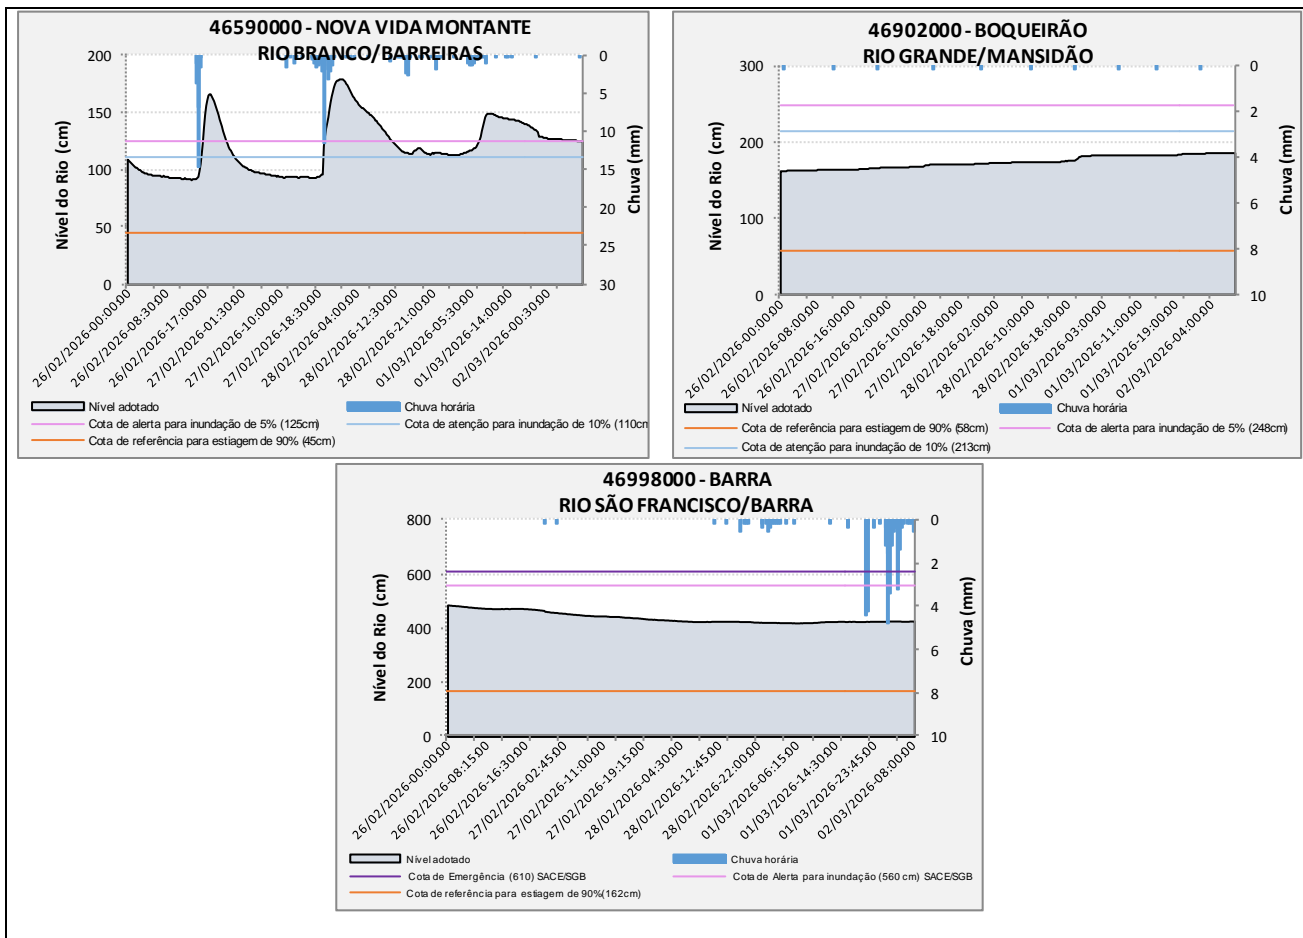 46590000 - NOVA VIDA MONTANTE
RIO BRANCO/BARREIRAS
Nível do Rio (cm)
200
150
100
50
0
Chuva (mm)
0
5
10
15
20
25
30
26/02/2026-00:00:00
26/02/2026-08:30:00
26/02/2026-17:00:00
27/02/2026-01:30:00
27/02/2026-10:00:00
27/02/2026-18:30:00
28/02/2026-04:00:00
28/02/2026-12:30:00
28/02/2026-21:00:00
01/03/2026-05:30:00
01/03/2026-14:00:00
02/03/2026-00:30:00
Nível adotado
Chuva horária
Cota de alerta para inundação de 5% (125cm)
Cota de atenção para inundação de 10% (110cm
Cota de referência para estiagem de 90% (45cm)
46902000 - BOQUEIRÃO
RIO GRANDE/MANSIDÃO
Nível do Rio (cm)
300
200
100
0
Chuva (mm)
0
2
4
6
8
10
26/02/2026-00:00:00
26/02/2026-08:00:00
26/02/2026-16:00:00
27/02/2026-02:00:00
27/02/2026-10:00:00
27/02/2026-18:00:00
28/02/2026-02:00:00
28/02/2026-10:00:00
28/02/2026-18:00:00
01/03/2026-03:00:00
01/03/2026-11:00:00
01/03/2026-19:00:00
02/03/2026-04:00:00
Nível adotado
Chuva horária
Cota de referência para estiagem de 90% (58cm)
Cota de alerta para inundação de 5% (248cm)
Cota de atenção para inundação de 10% (213cm)
46998000 - BARRA
RIO SÃO FRANCISCO/BARRA
Nível do Rio (cm)
800
600
400
200
0
Chuva (mm)
0
2
4
6
8
10
26/02/2026-00:00:00
26/02/2026-08:15:00
26/02/2026-16:30:00
27/02/2026-02:45:00
27/02/2026-11:00:00
27/02/2026-19:15:00
28/02/2026-04:30:00
28/02/2026-12:45:00
28/02/2026-22:00:00
01/03/2026-06:15:00
01/03/2026-14:30:00
01/03/2026-23:45:00
02/03/2026-08:00:00
Nível adotado
Chuva horária
Cota de Emergência (610) SACE/SGB
Cota de Alerta para inundação (560 cm) SACE/SGB
Cota de referência para estiagem de 90%(162cm)